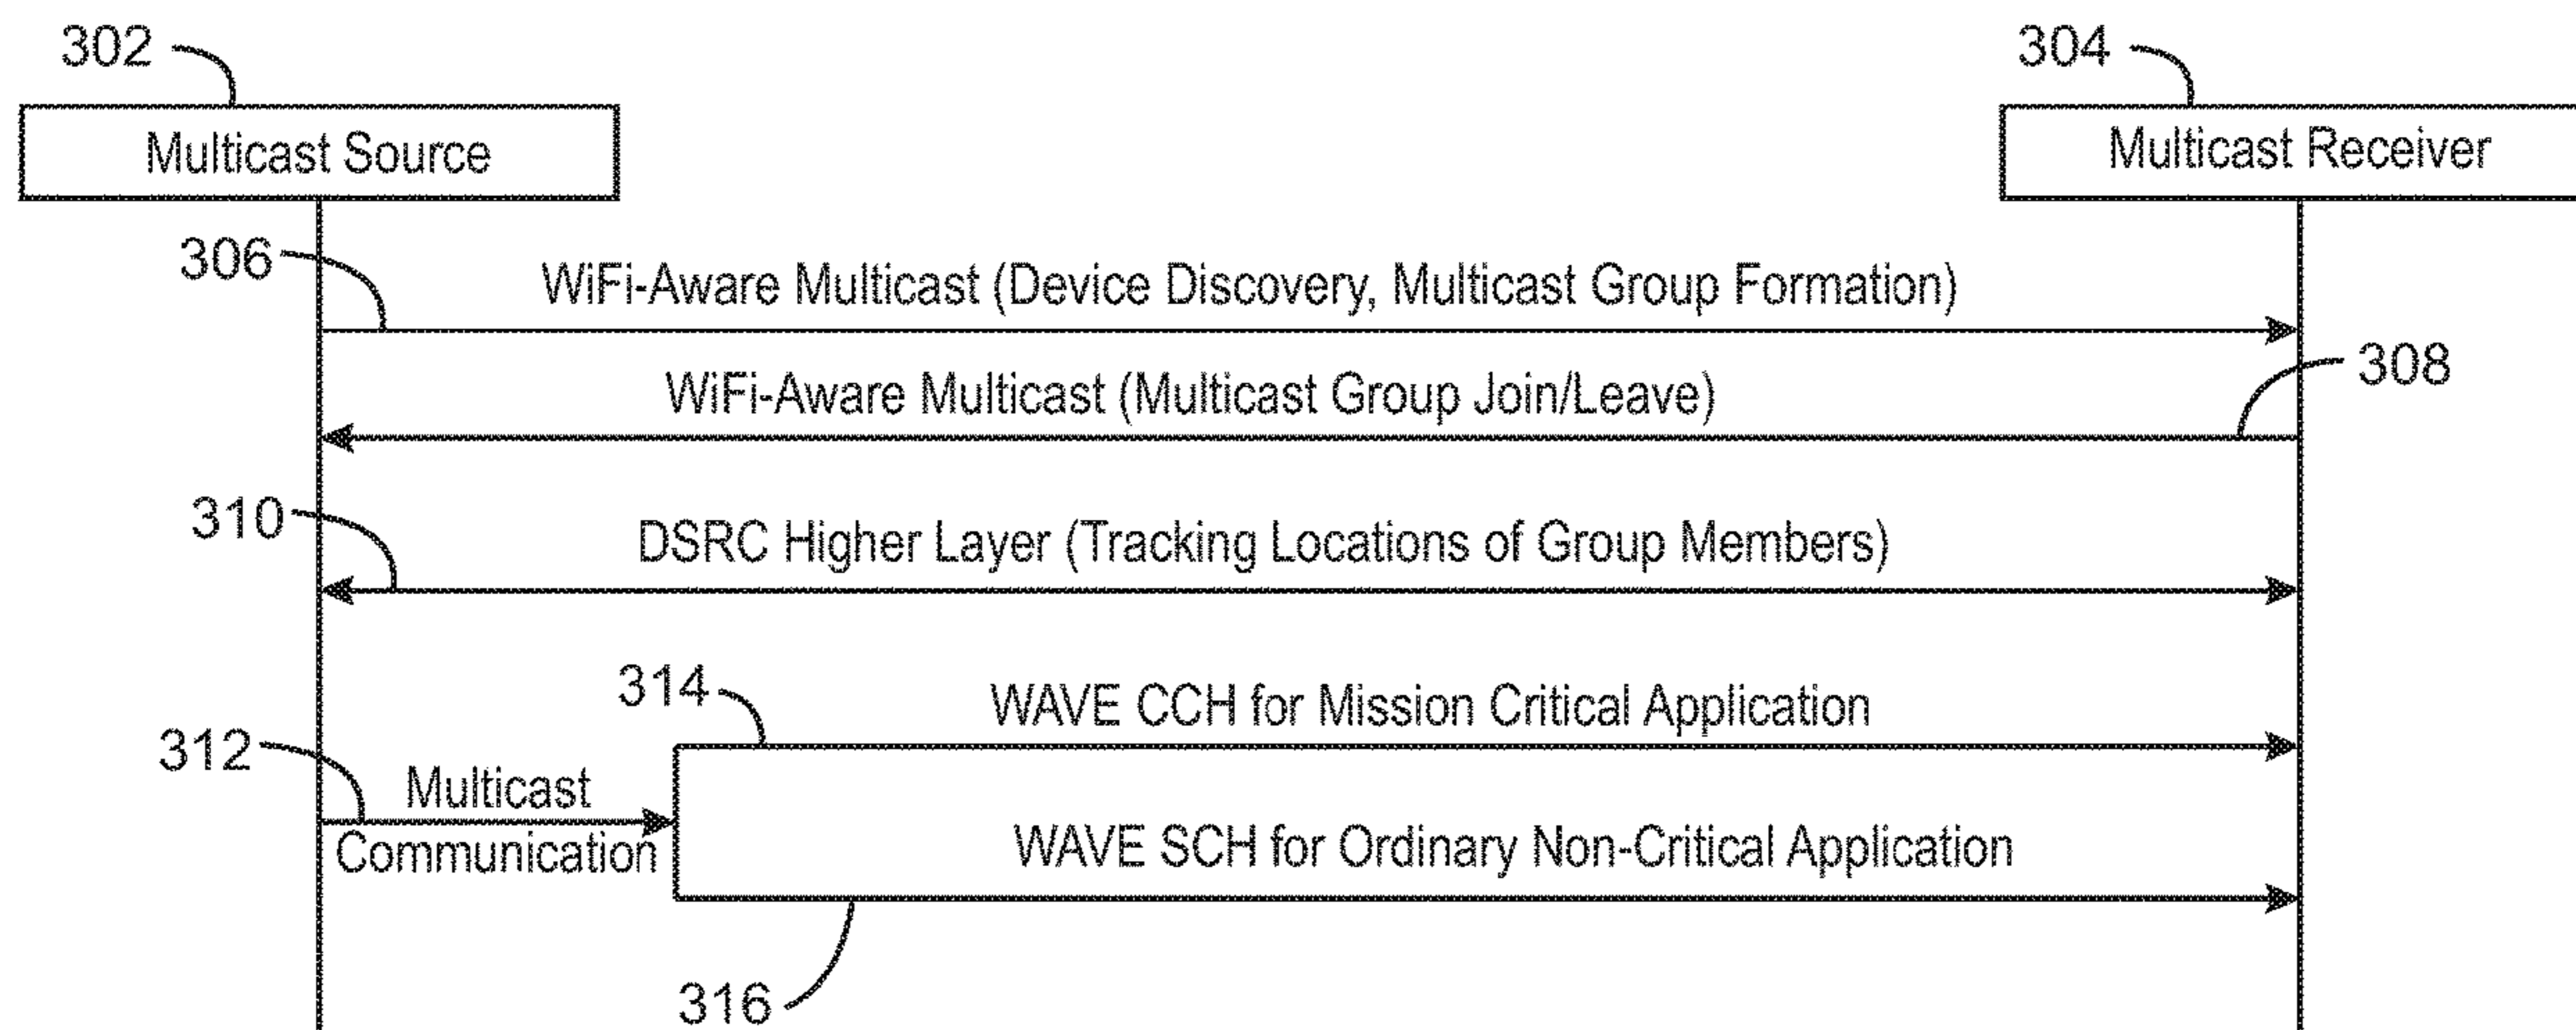 302
304
Multicast Source
Multicast Receiver
306
WiFi-Aware Multicast (Device Discovery, Multicast Group Formation)
WiFi-Aware Multicast (Multicast Group Join/Leave)
308
310
DSRC Higher Layer (Tracking Locations of Group Members)
314
WAVE CCH for Mission Critical Application
312
Multicast
Communication
WAVE SCH for Ordinary Non-Critical Application
316